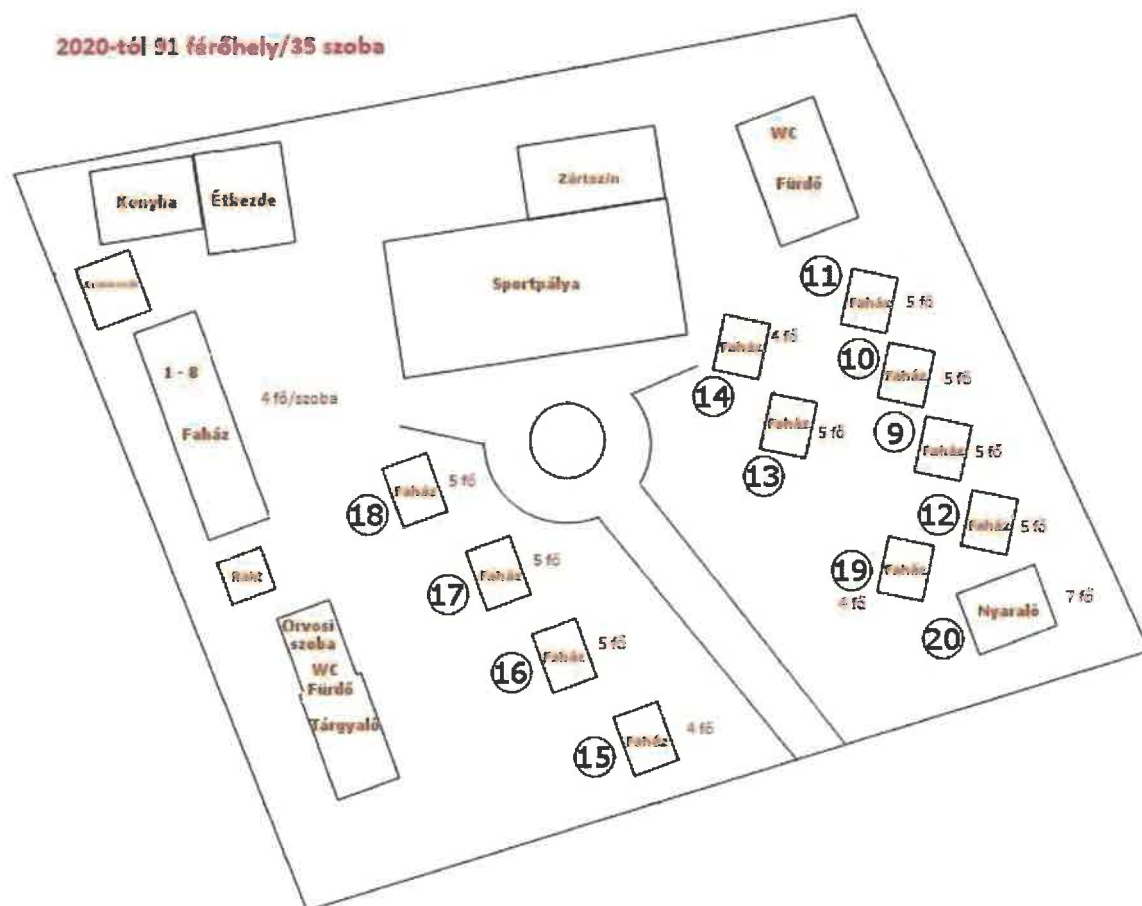 2020-tól 91 férőhely/35 szoba
Konyha
Étkezde
Zártszín
WC
Fürdő
Sportpálya
1 - 8
Faház
4 fő/szoba
11
Faház
5 fő
10
Faház
5 fő
9
Faház
5 fő
12
Faház
5 fő
14
Faház
4 fő
13
Faház
5 fő
19
Faház
4 fő
20
Nyaraló
7 fő
18
Faház
5 fő
17
Faház
5 fő
16
Faház
5 fő
15
Faház
4 fő
Orvosi
szoba
WC
Fürdő
Tárgyaló